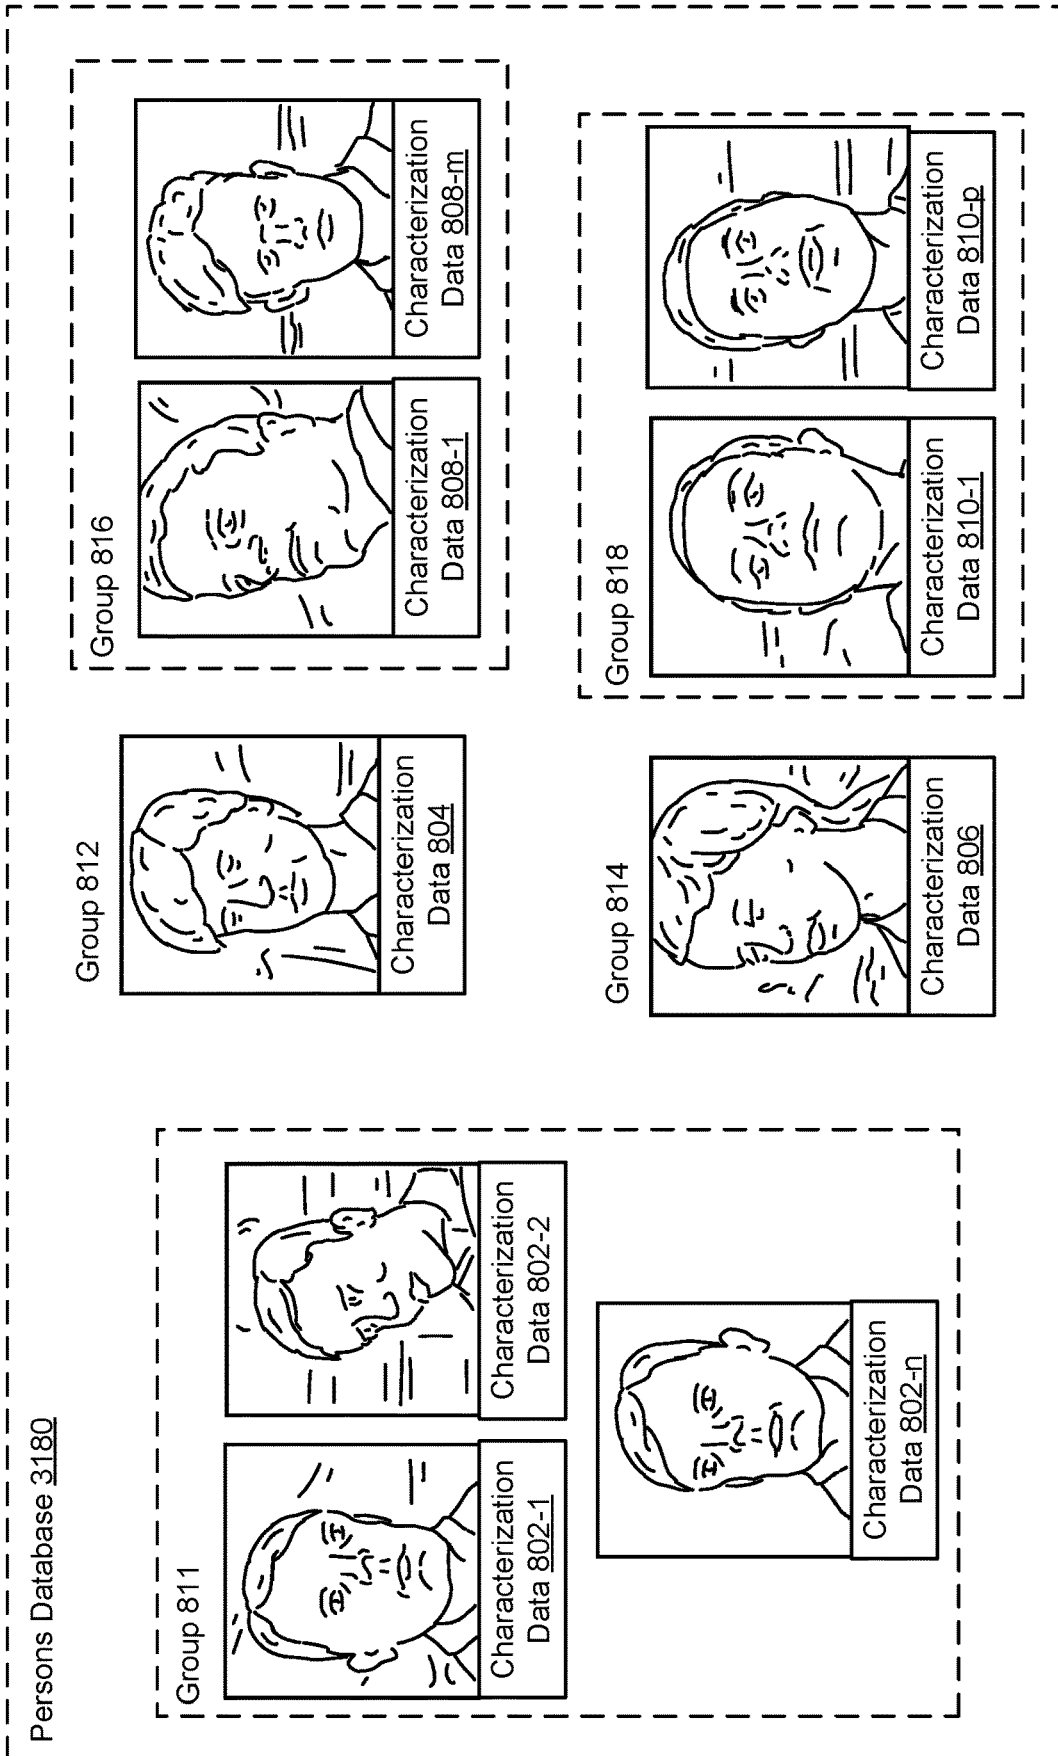 Persons Database 3180
Group 811
Characterization
Data 802-1
Characterization
Data 802-2
Characterization
Data 802-n
Group 812
Characterization
Data 804
Group 814
Characterization
Data 806
Group 816
Characterization
Data 808-1
Characterization
Data 808-m
Group 818
Characterization
Data 810-1
Characterization
Data 810-p